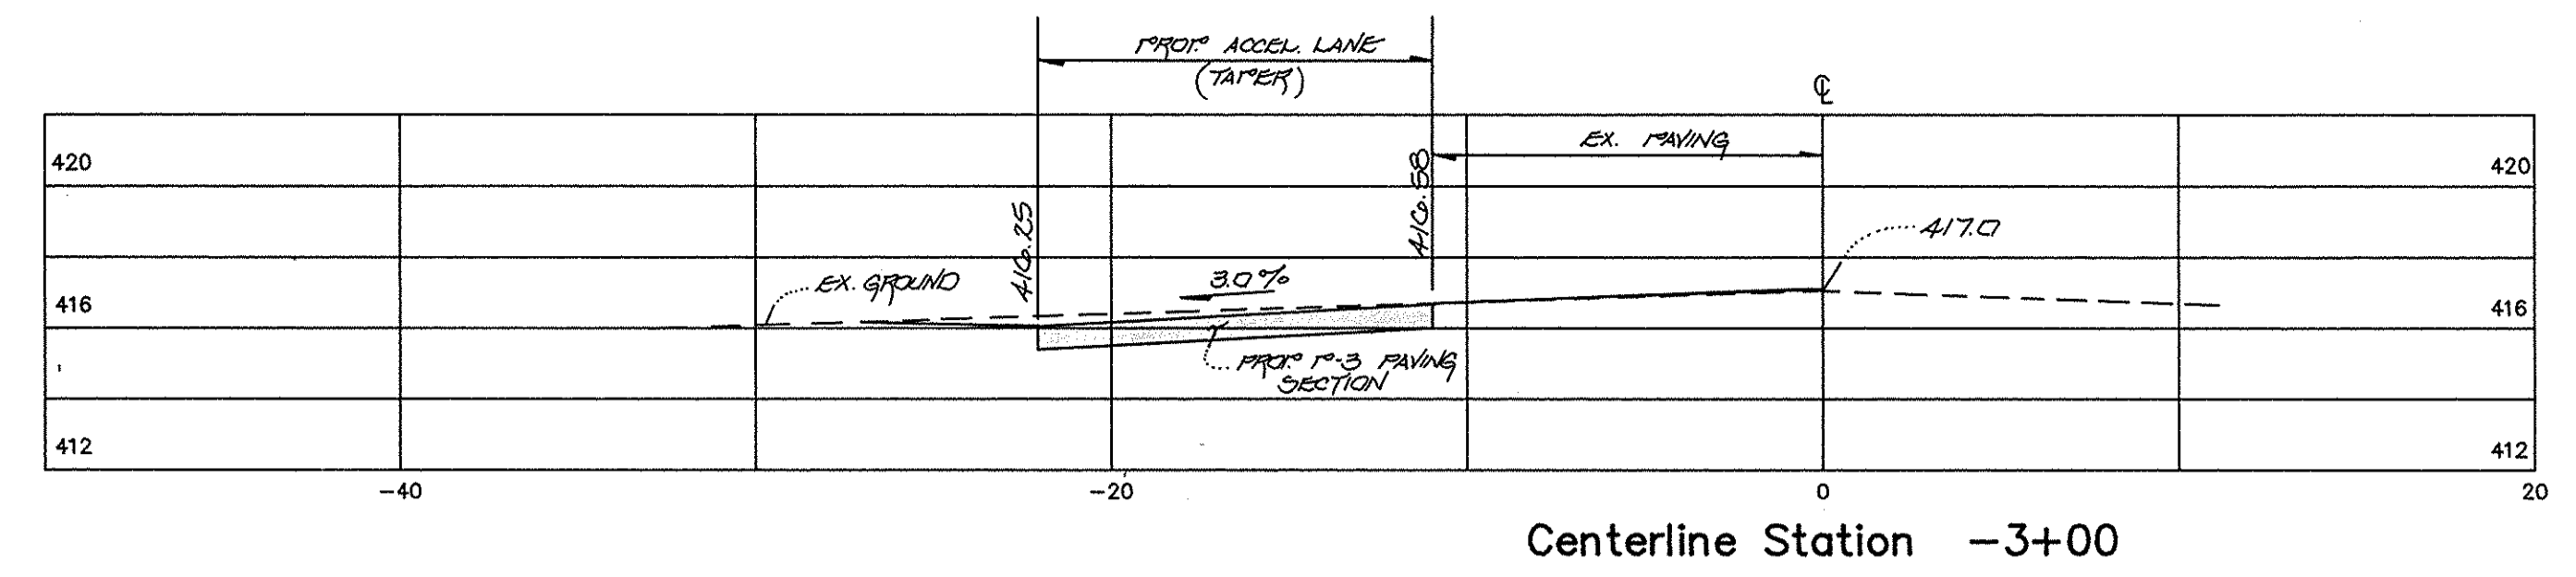 PROP. ACCEL. LANE
(TAPER)
℄
EX. PAVING
420
420
416.25
416.58
417.0
EX. GROUND
3.0%
416
416
PROP. P-3 PAVING
SECTION
412
412
-40
-20
0
20
Centerline Station -3+00